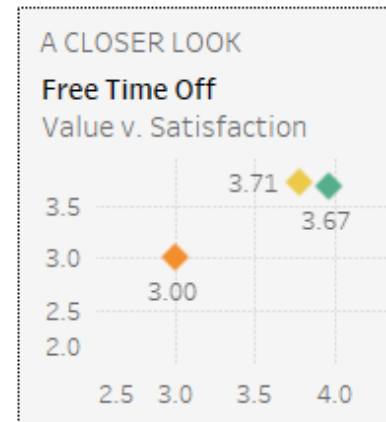 A CLOSER LOOK
Free Time Off
Value v. Satisfaction
3.71
3.5
3.67
3.0
3.00
2.5
2.0
2.5 3.0 3.5 4.0